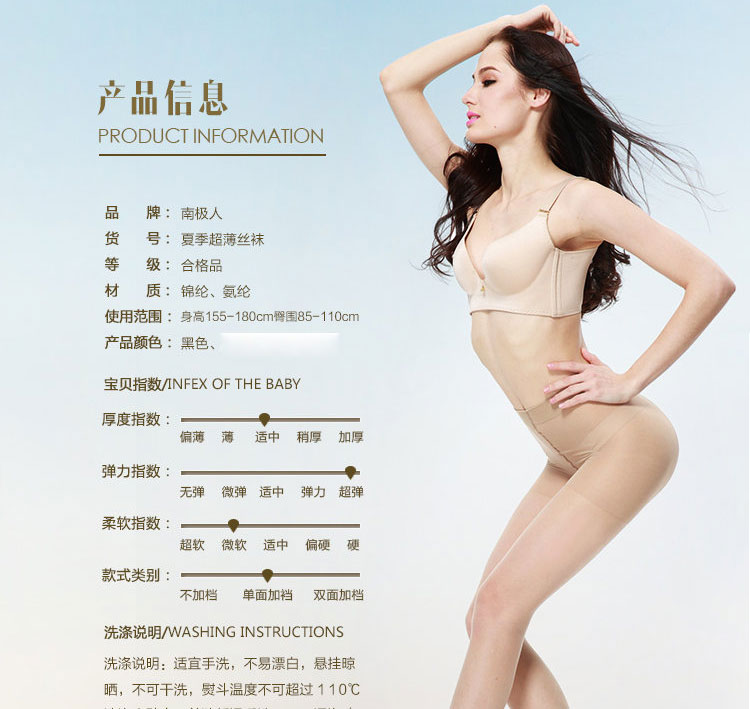 产品信息
PRODUCT INFORMATION
品 牌：南极人
货 号：夏季超薄丝袜
等 级：合格品
材 质：锦纶、氨纶
使用范围：身高155-180cm臀围85-110cm
产品颜色：黑色、
宝贝指数/INFEX OF THE BABY
厚度指数：
偏薄 薄 适中 稍厚 加厚
弹力指数：
无弹 微弹 适中 弹力 超弹
柔软指数：
超软 微软 适中 偏硬 硬
款式类别：
不加档 单面加裆 双面加档
洗涤说明/WASHING INSTRUCTIONS
洗涤说明：适宜手洗，不易漂白，悬挂晾
晒，不可干洗，熨斗温度不可超过110℃